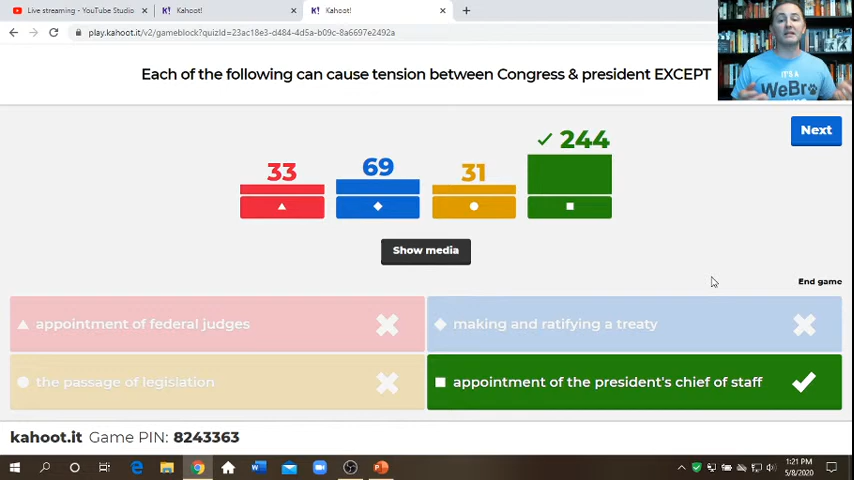 Live streaming - YouTube Studio
Kahoot!
Kahoot!
play.kahoot.it/v2/gameblock?quizId=23ac18e3-d484-4d5a-b09c-8a6697e2492a
Each of the following can cause tension between Congress & president EXCEPT
IT'S A
WeBro
Next
33
69
31
244
Show media
End game
appointment of federal judges
making and ratifying a treaty
the passage of legislation
appointment of the president's chief of staff
kahoot.it Game PIN: 8243363
1:21 PM
5/8/2020